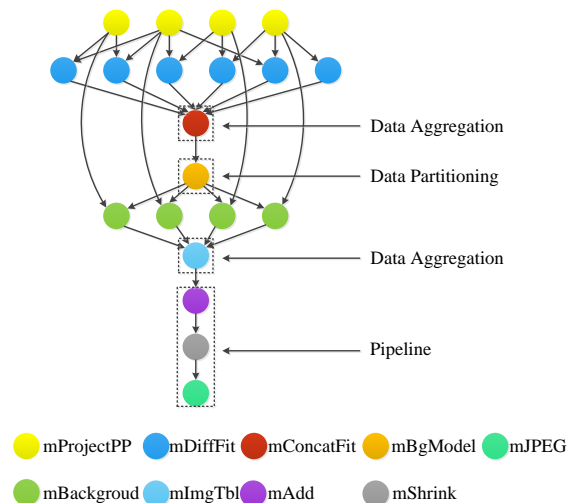 Data Aggregation
Data Partitioning
Data Aggregation
Pipeline
mProjectPP mDiffFit mConcatFit mBgModel mJPEG
mBackgroud mImgTbl mAdd mShrink